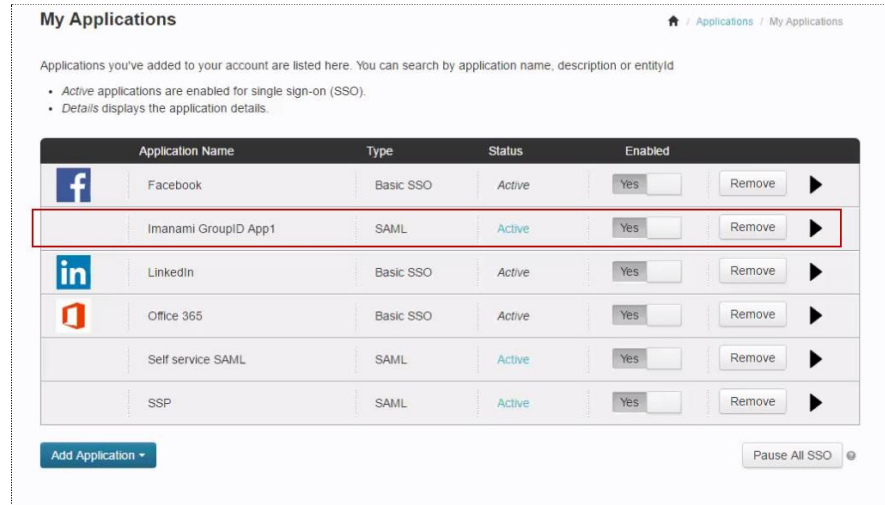 My Applications
/ Applications / My Applications
Applications you've added to your account are listed here. You can search by application name, description or entityId
• Active applications are enabled for single sign-on (SSO).
• Details displays the application details.
Application Name Type Status Enabled
f Facebook Basic SSO Active Yes Remove
Imanami GroupID App1 SAML Active Yes Remove
in LinkedIn Basic SSO Active Yes Remove
Office 365 Basic SSO Active Yes Remove
Self service SAML SAML Active Yes Remove
SSP SAML Active Yes Remove
Add Application Pause All SSO